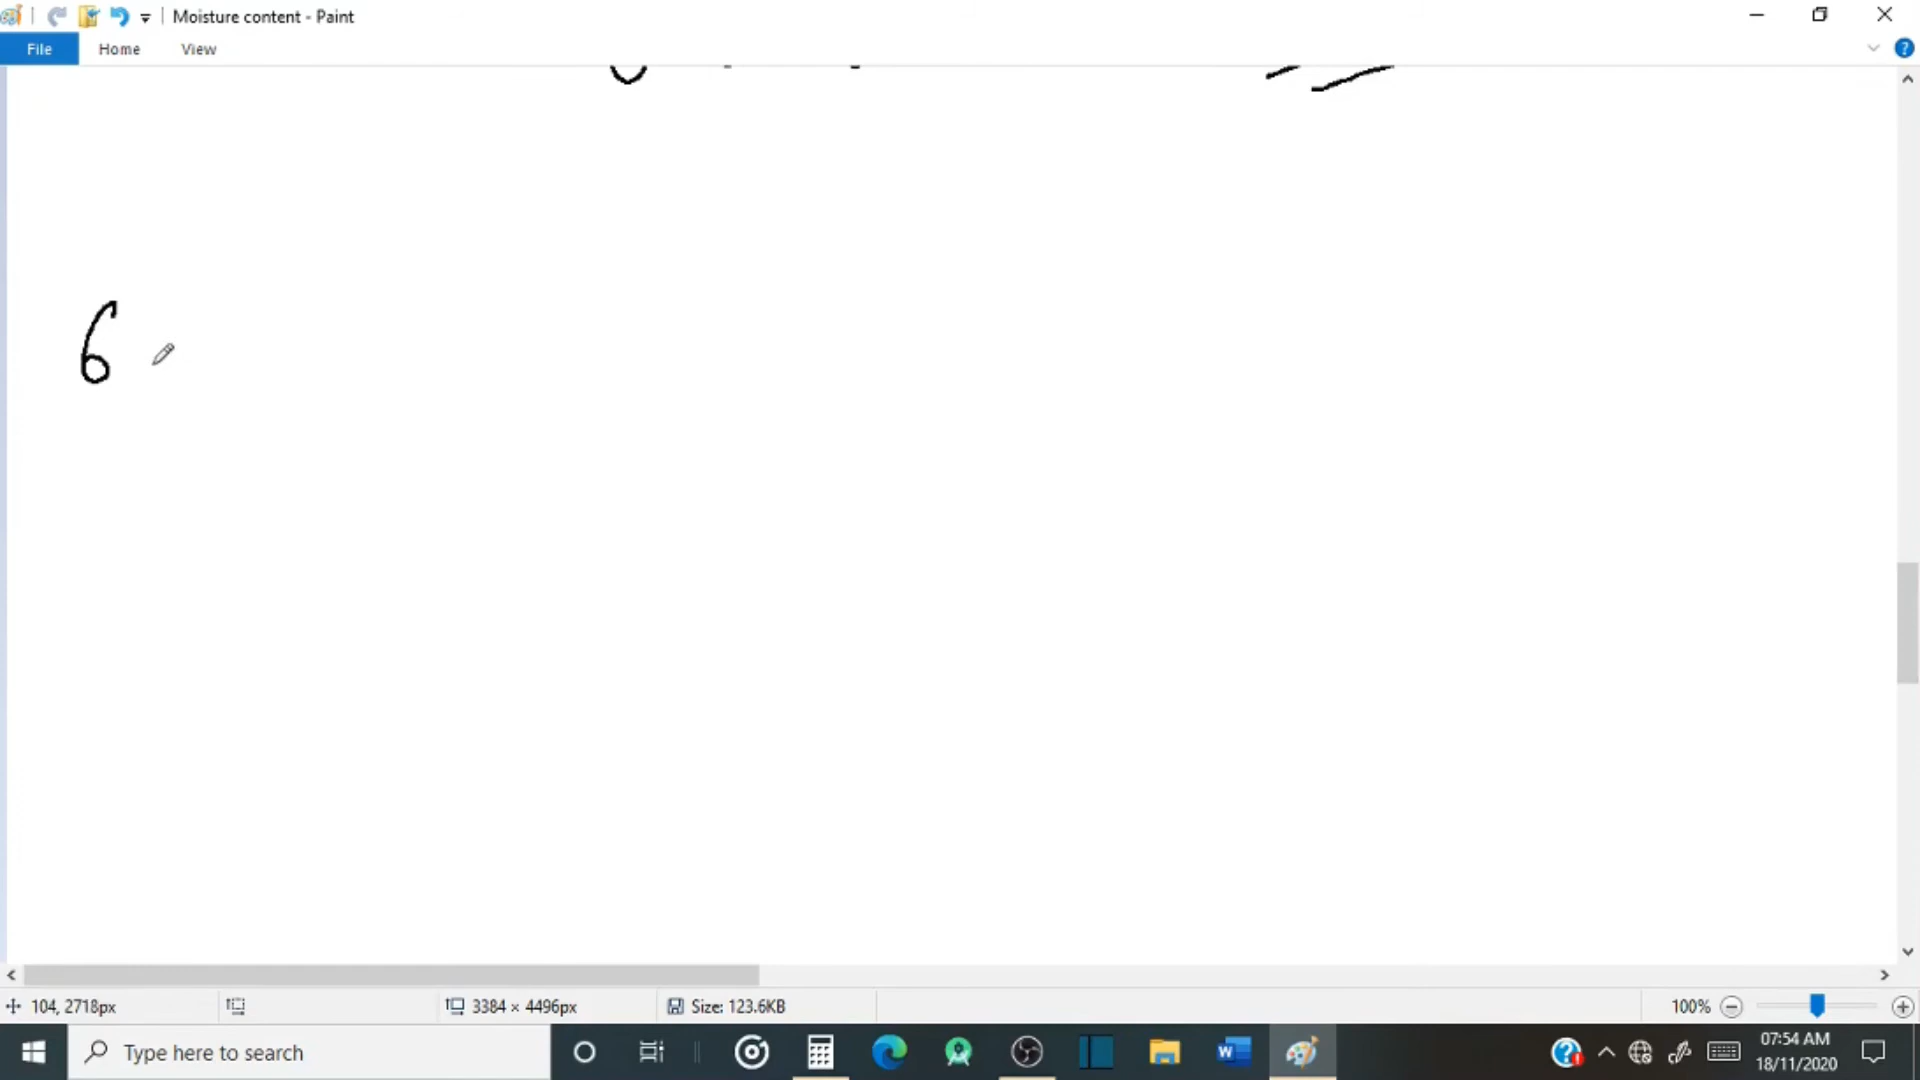 Moisture content - Paint
File Home View
6
104, 2718px
3384 × 4496px
Size: 123.6KB
100%
Type here to search
07:54 AM
18/11/2020